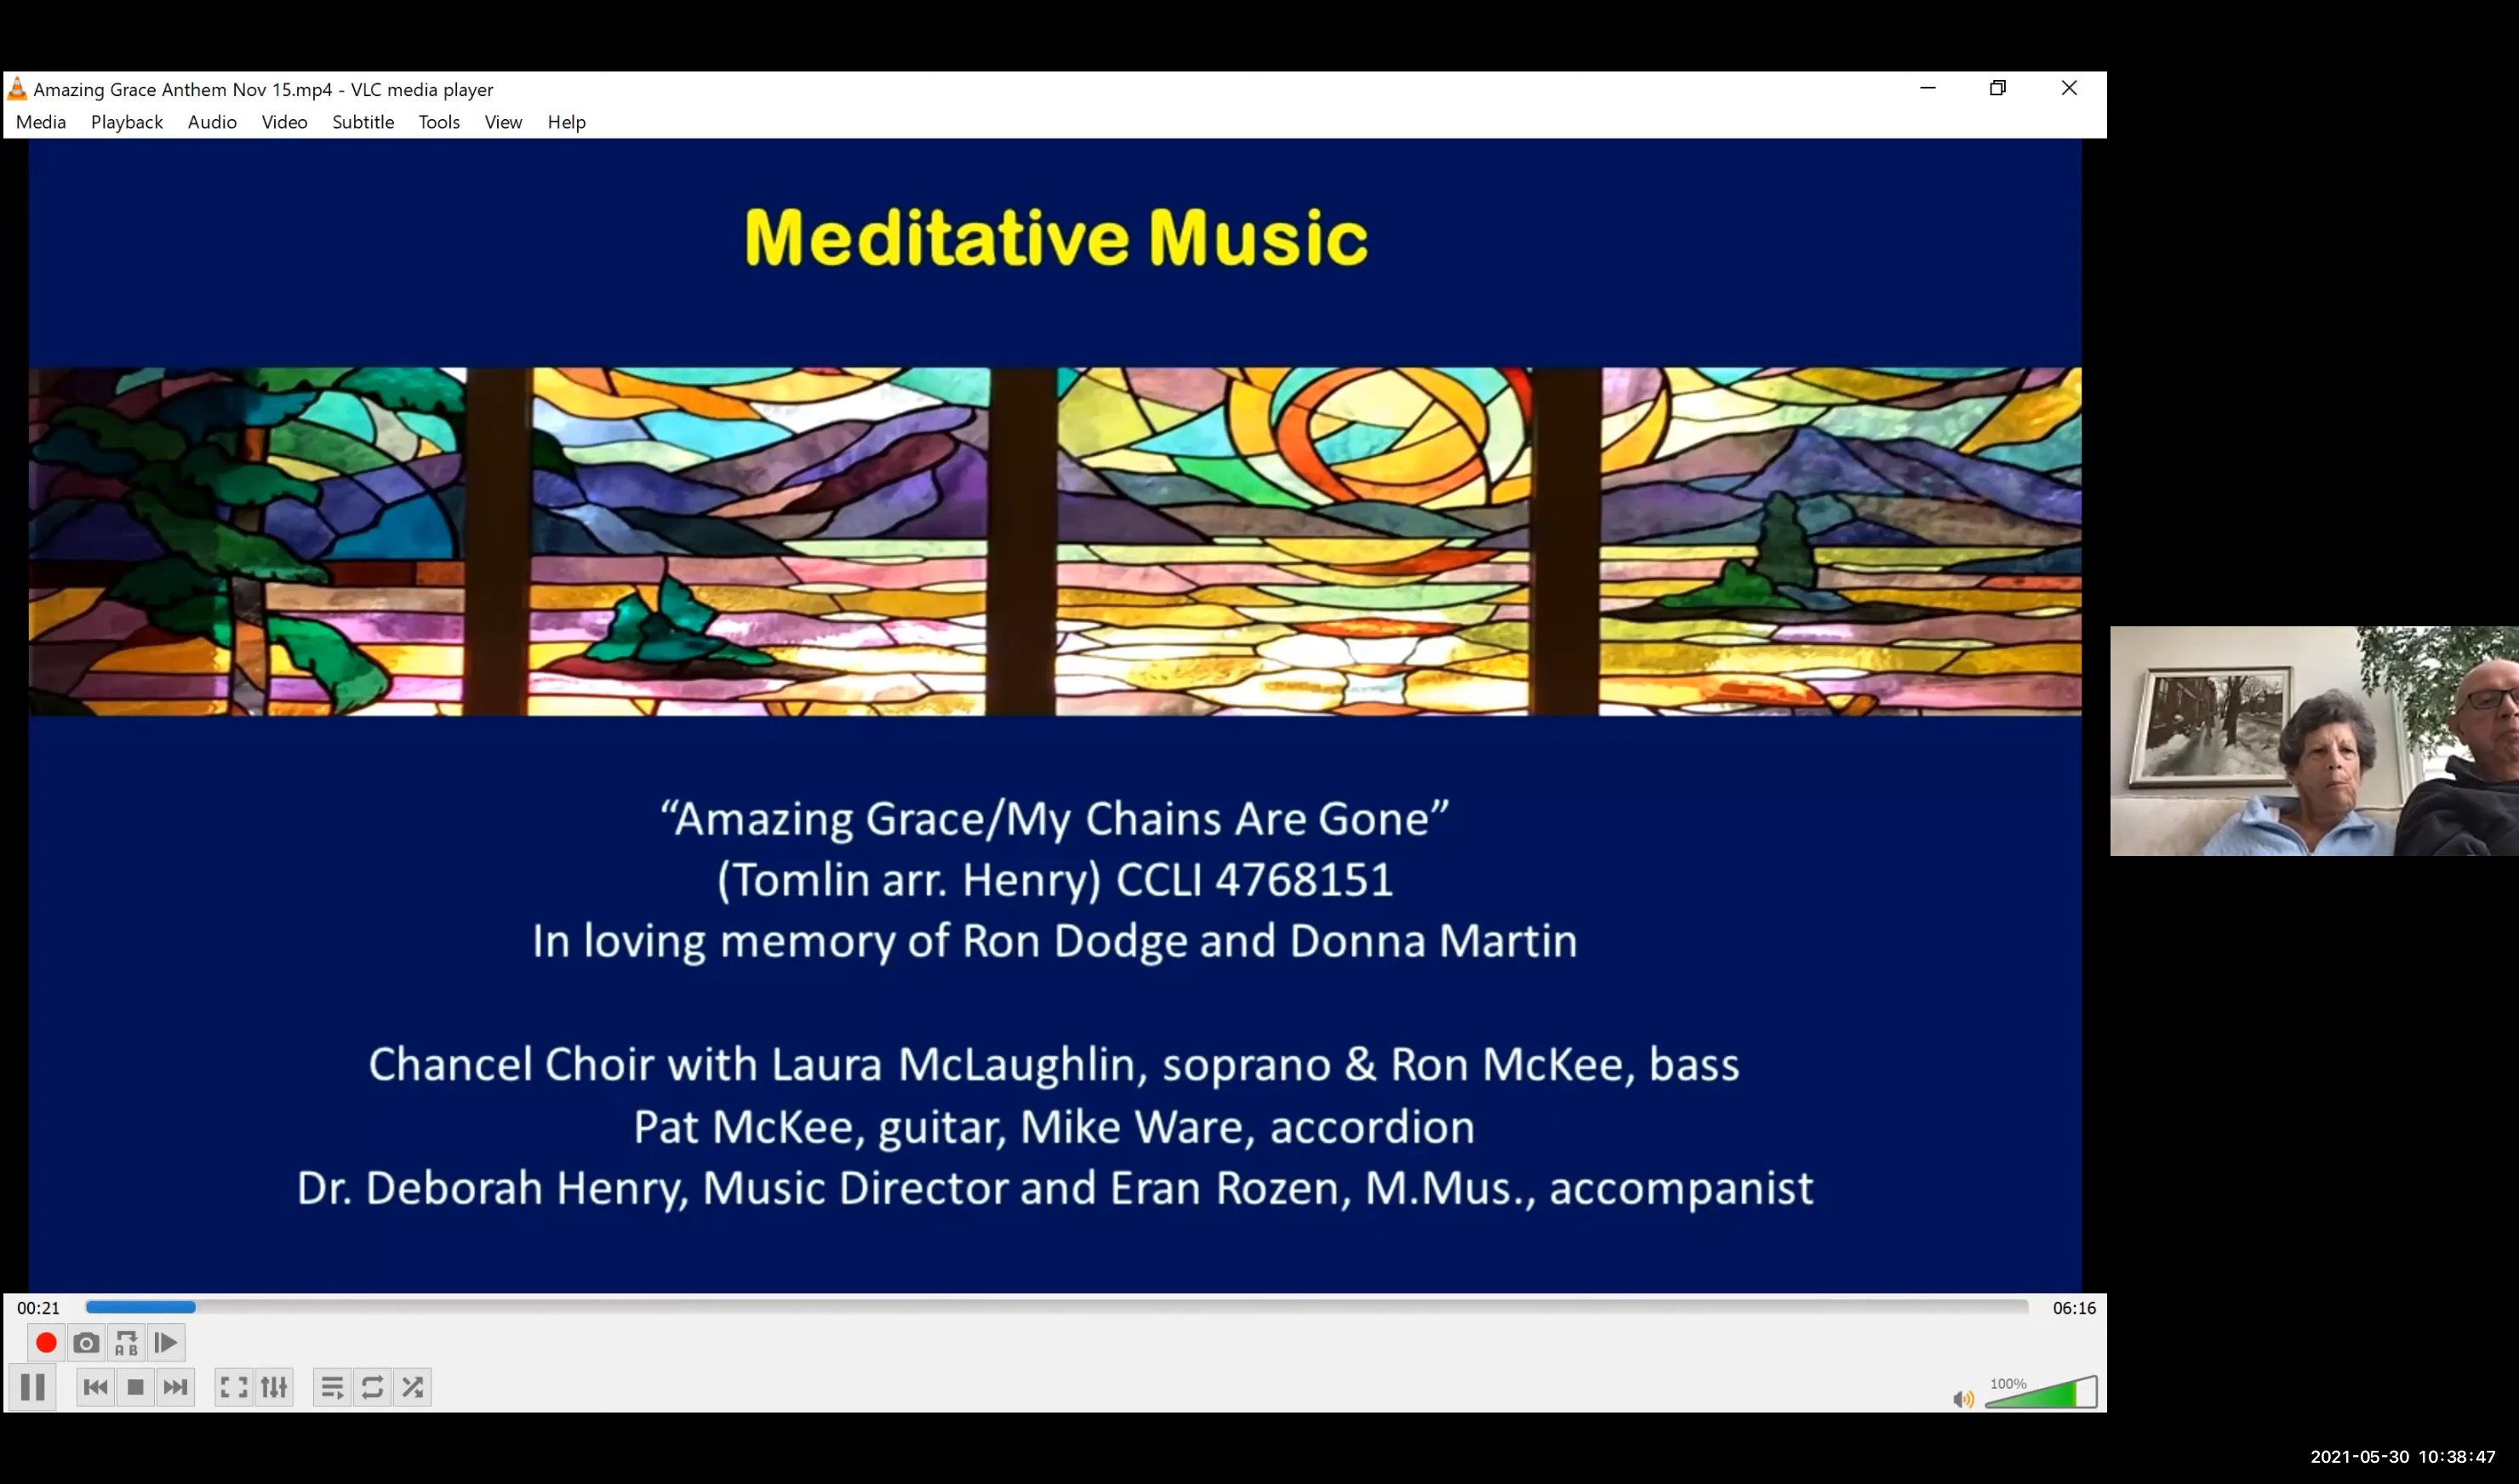 Amazing Grace Anthem Nov 15.mp4 - VLC media player
Media Playback Audio Video Subtitle Tools View Help
Meditative Music
“Amazing Grace/My Chains Are Gone”
(Tomlin arr. Henry) CCLI 4768151
In loving memory of Ron Dodge and Donna Martin
Chancel Choir with Laura McLaughlin, soprano & Ron McKee, bass
Pat McKee, guitar, Mike Ware, accordion
Dr. Deborah Henry, Music Director and Eran Rozen, M.Mus., accompanist
00:21 06:16
A B
100%
2021-05-30 10:38:47